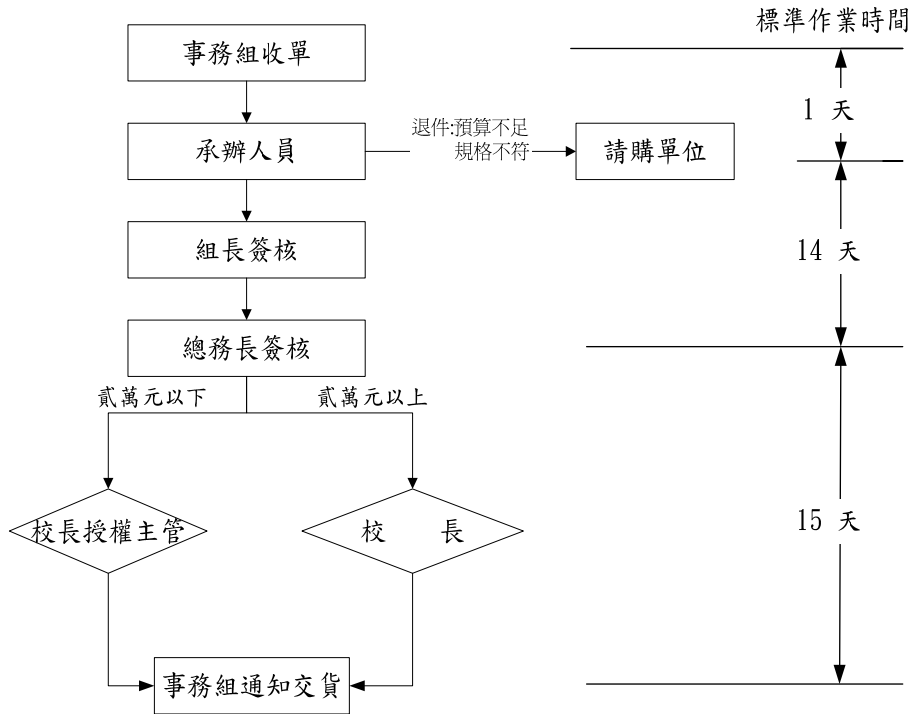 標準作業時間
事務組收單
1 天
承辦人員
退件:預算不足
規格不符
請購單位
組長簽核
14 天
總務長簽核
貳萬元以下
貳萬元以上
校長授權主管
校 長
15 天
事務組通知交貨